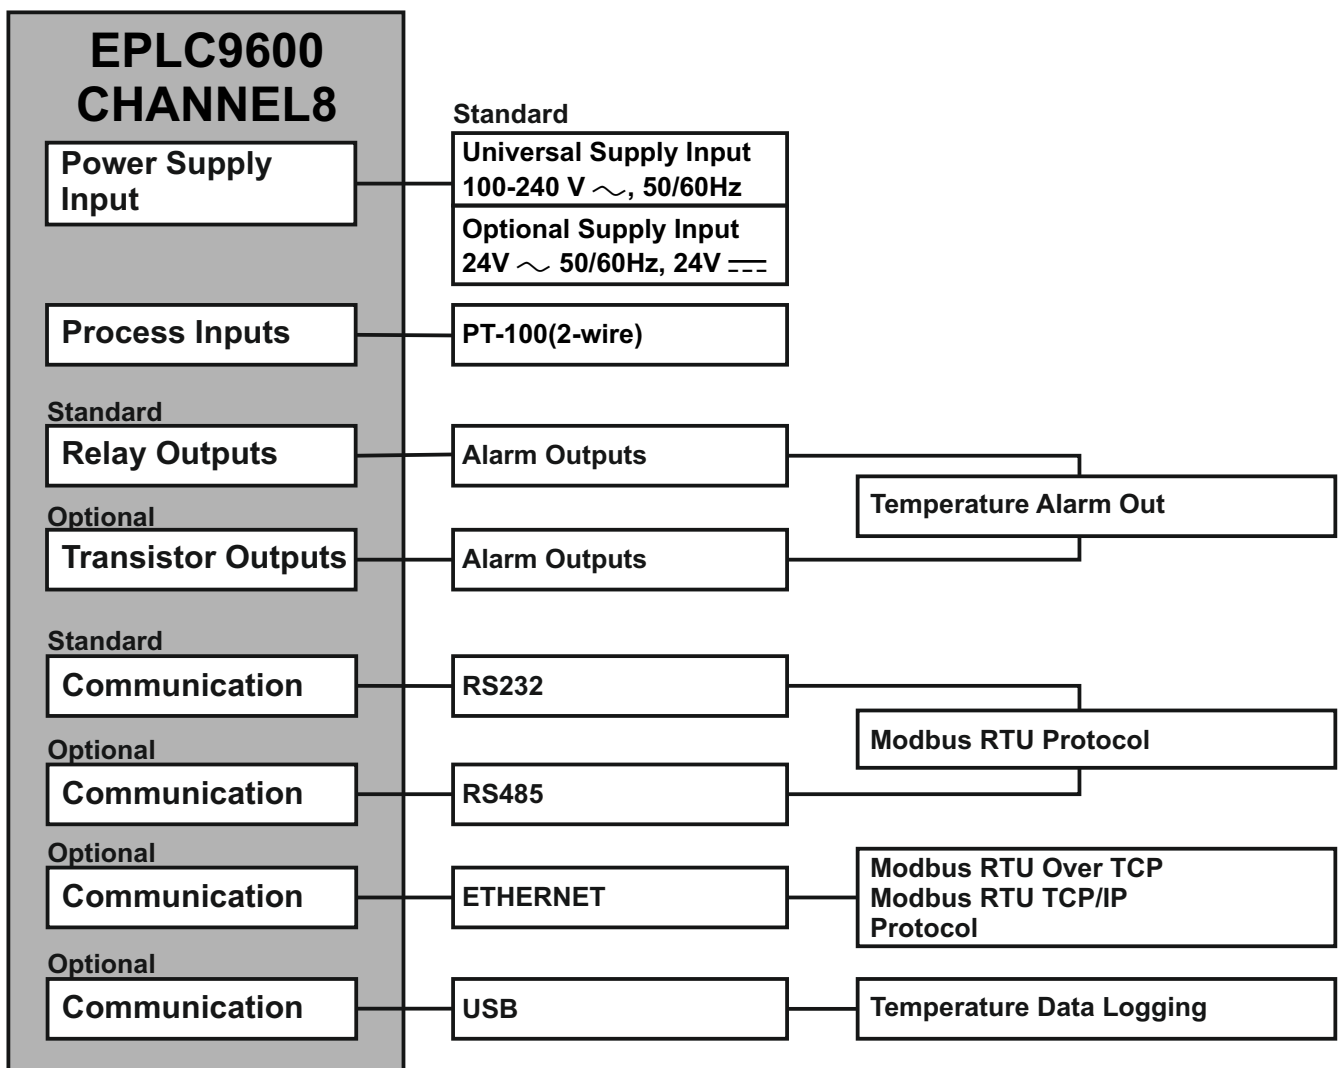 EPLC9600
CHANNEL8
Standard
Power Supply
Input
Universal Supply Input
100-240 V ～, 50/60Hz
Optional Supply Input
24V ～ 50/60Hz, 24V ⎓
Process Inputs
PT-100(2-wire)
Standard
Relay Outputs
Alarm Outputs
Temperature Alarm Out
Optional
Transistor Outputs
Alarm Outputs
Standard
Communication
RS232
Modbus RTU Protocol
Optional
Communication
RS485
Optional
Communication
ETHERNET
Modbus RTU Over TCP
Modbus RTU TCP/IP
Protocol
Optional
Communication
USB
Temperature Data Logging